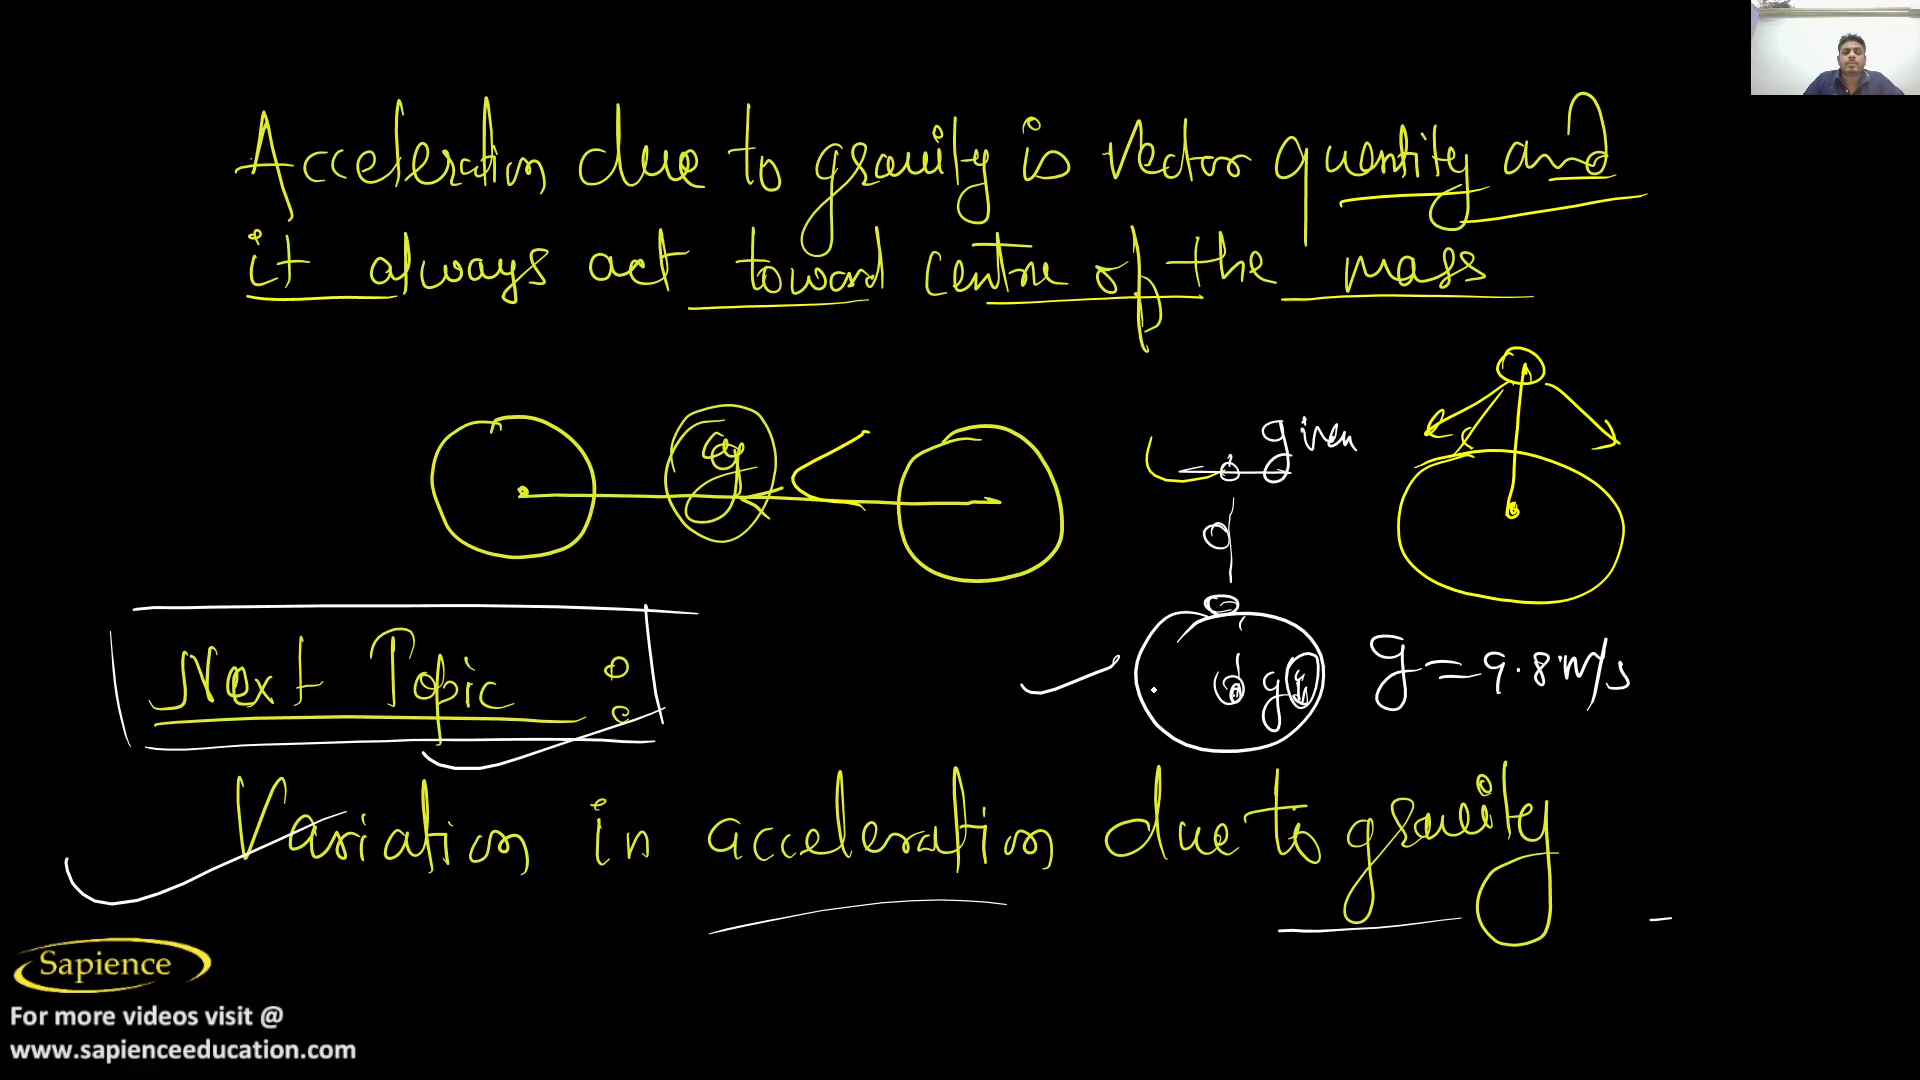 Acceleration due to gravity is vector quantity and
it always act toward centre of the mass
g
given
g = 9.8 m/s
Next Topic :
Variation in acceleration due to gravity
Sapience
For more videos visit @
www.sapienceeducation.com